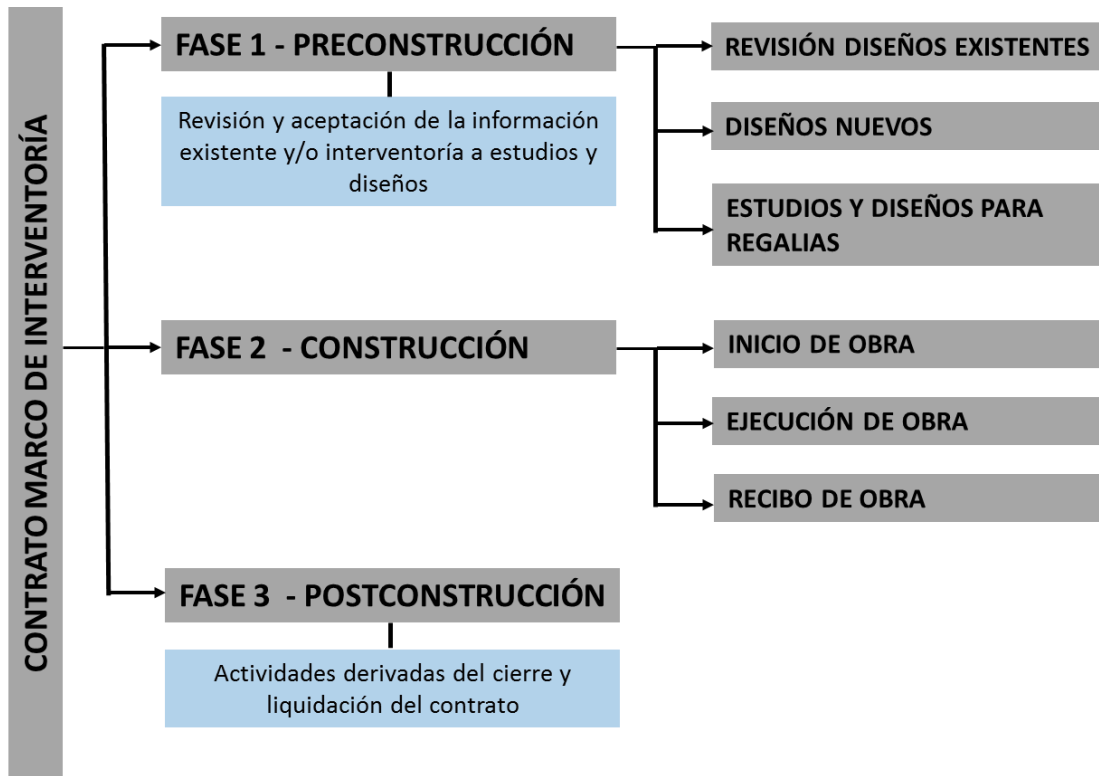 CONTRATO MARCO DE INTERVENTORÍA
FASE 1 - PRECONSTRUCCIÓN
Revisión y aceptación de la información
existente y/o interventoría a estudios y
diseños
REVISIÓN DISEÑOS EXISTENTES
DISEÑOS NUEVOS
ESTUDIOS Y DISEÑOS PARA
REGALIAS
FASE 2 - CONSTRUCCIÓN
INICIO DE OBRA
EJECUCIÓN DE OBRA
RECIBO DE OBRA
FASE 3 - POSTCONSTRUCCIÓN
Actividades derivadas del cierre y
liquidación del contrato